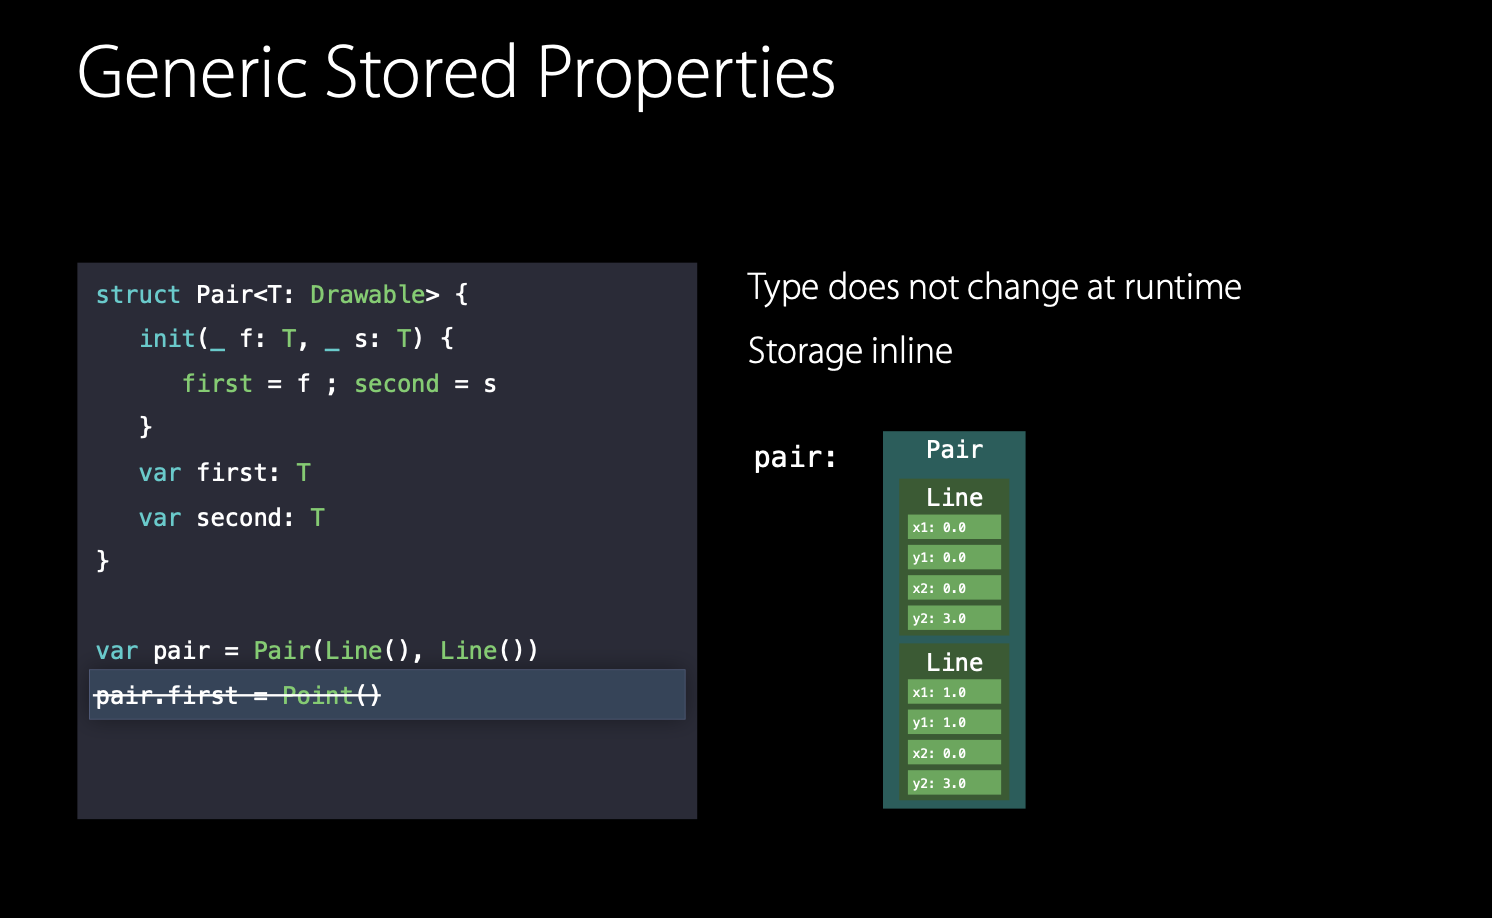 Generic Stored Properties
struct Pair<T: Drawable> {
init(_ f: T, _ s: T) {
first = f ; second = s
}
var first: T
var second: T
}
var pair = Pair(Line(), Line())
pair.first = Point()
Type does not change at runtime
Storage inline
pair:
Pair
Line
x1: 0.0
y1: 0.0
x2: 0.0
y2: 3.0
Line
x1: 1.0
y1: 1.0
x2: 0.0
y2: 3.0